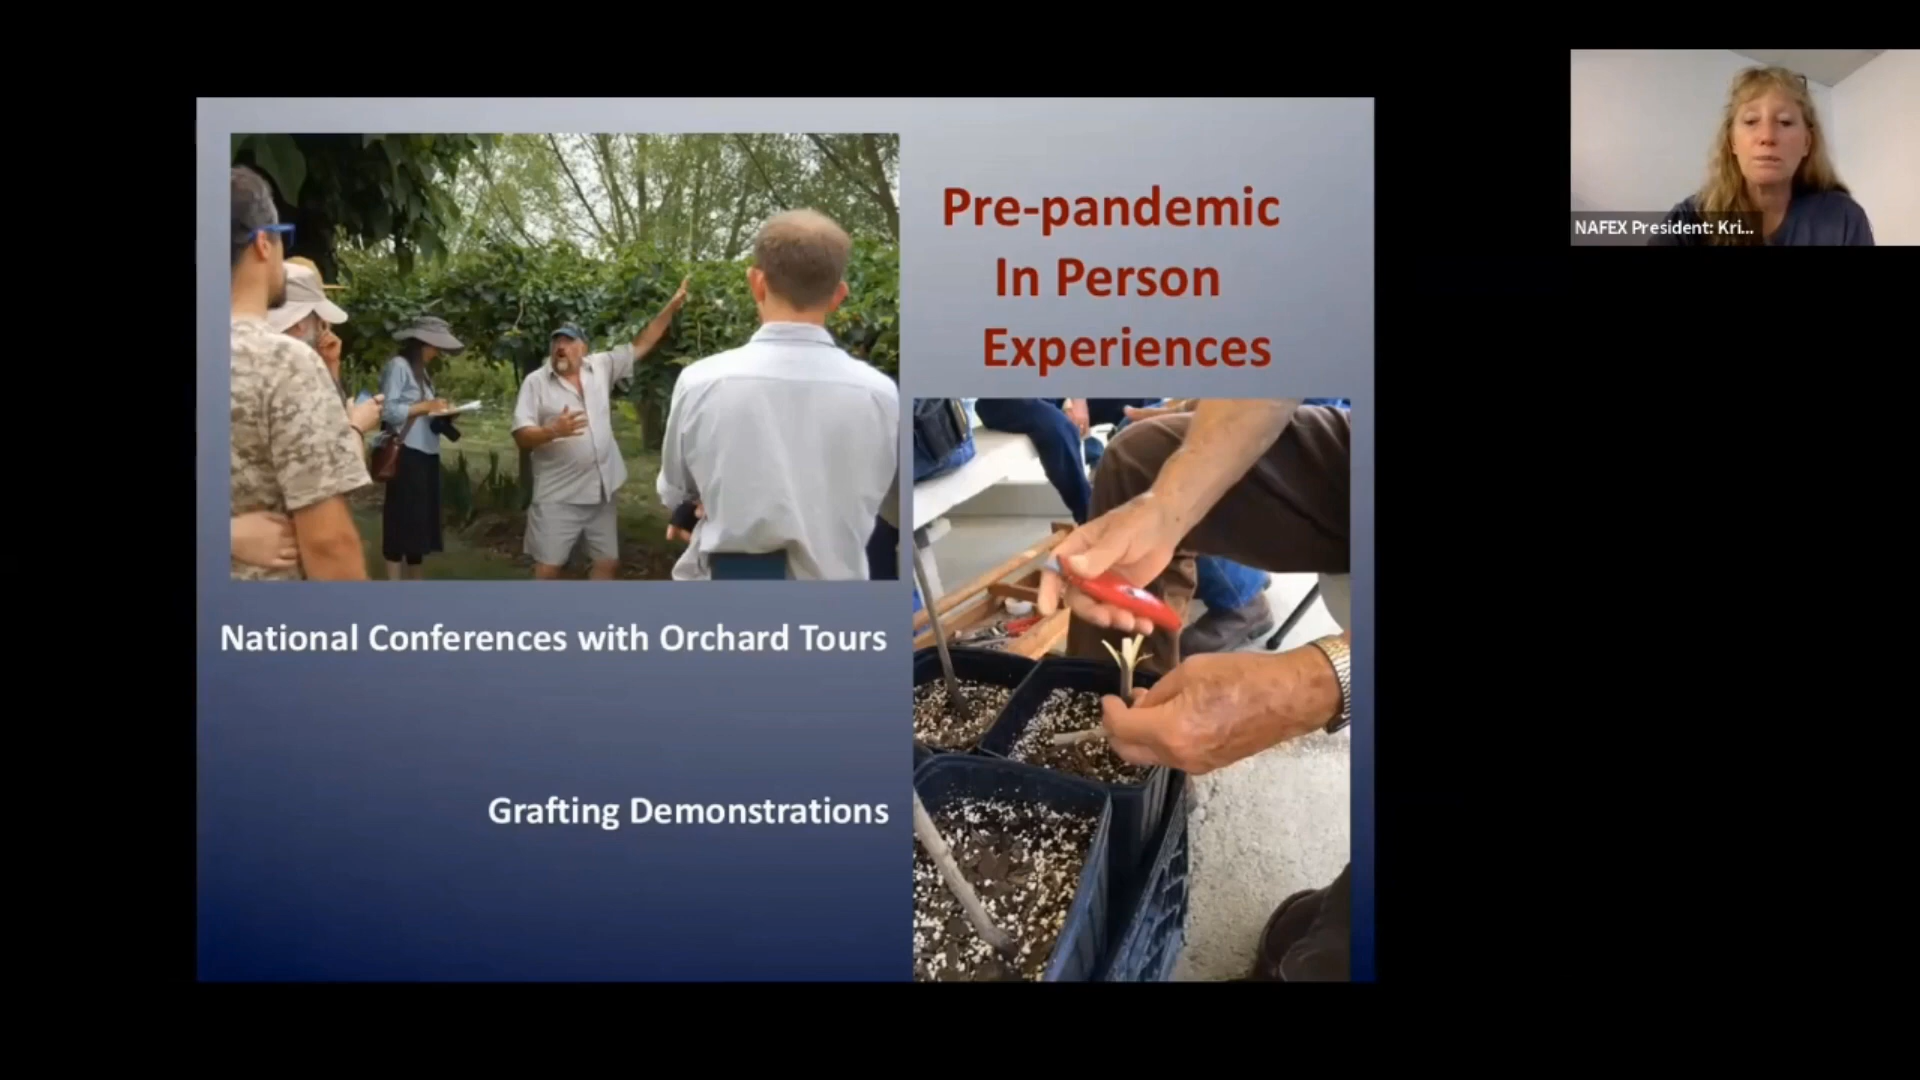 Pre-pandemic
In Person
Experiences
NAFEX President: Kri...
National Conferences with Orchard Tours
Grafting Demonstrations